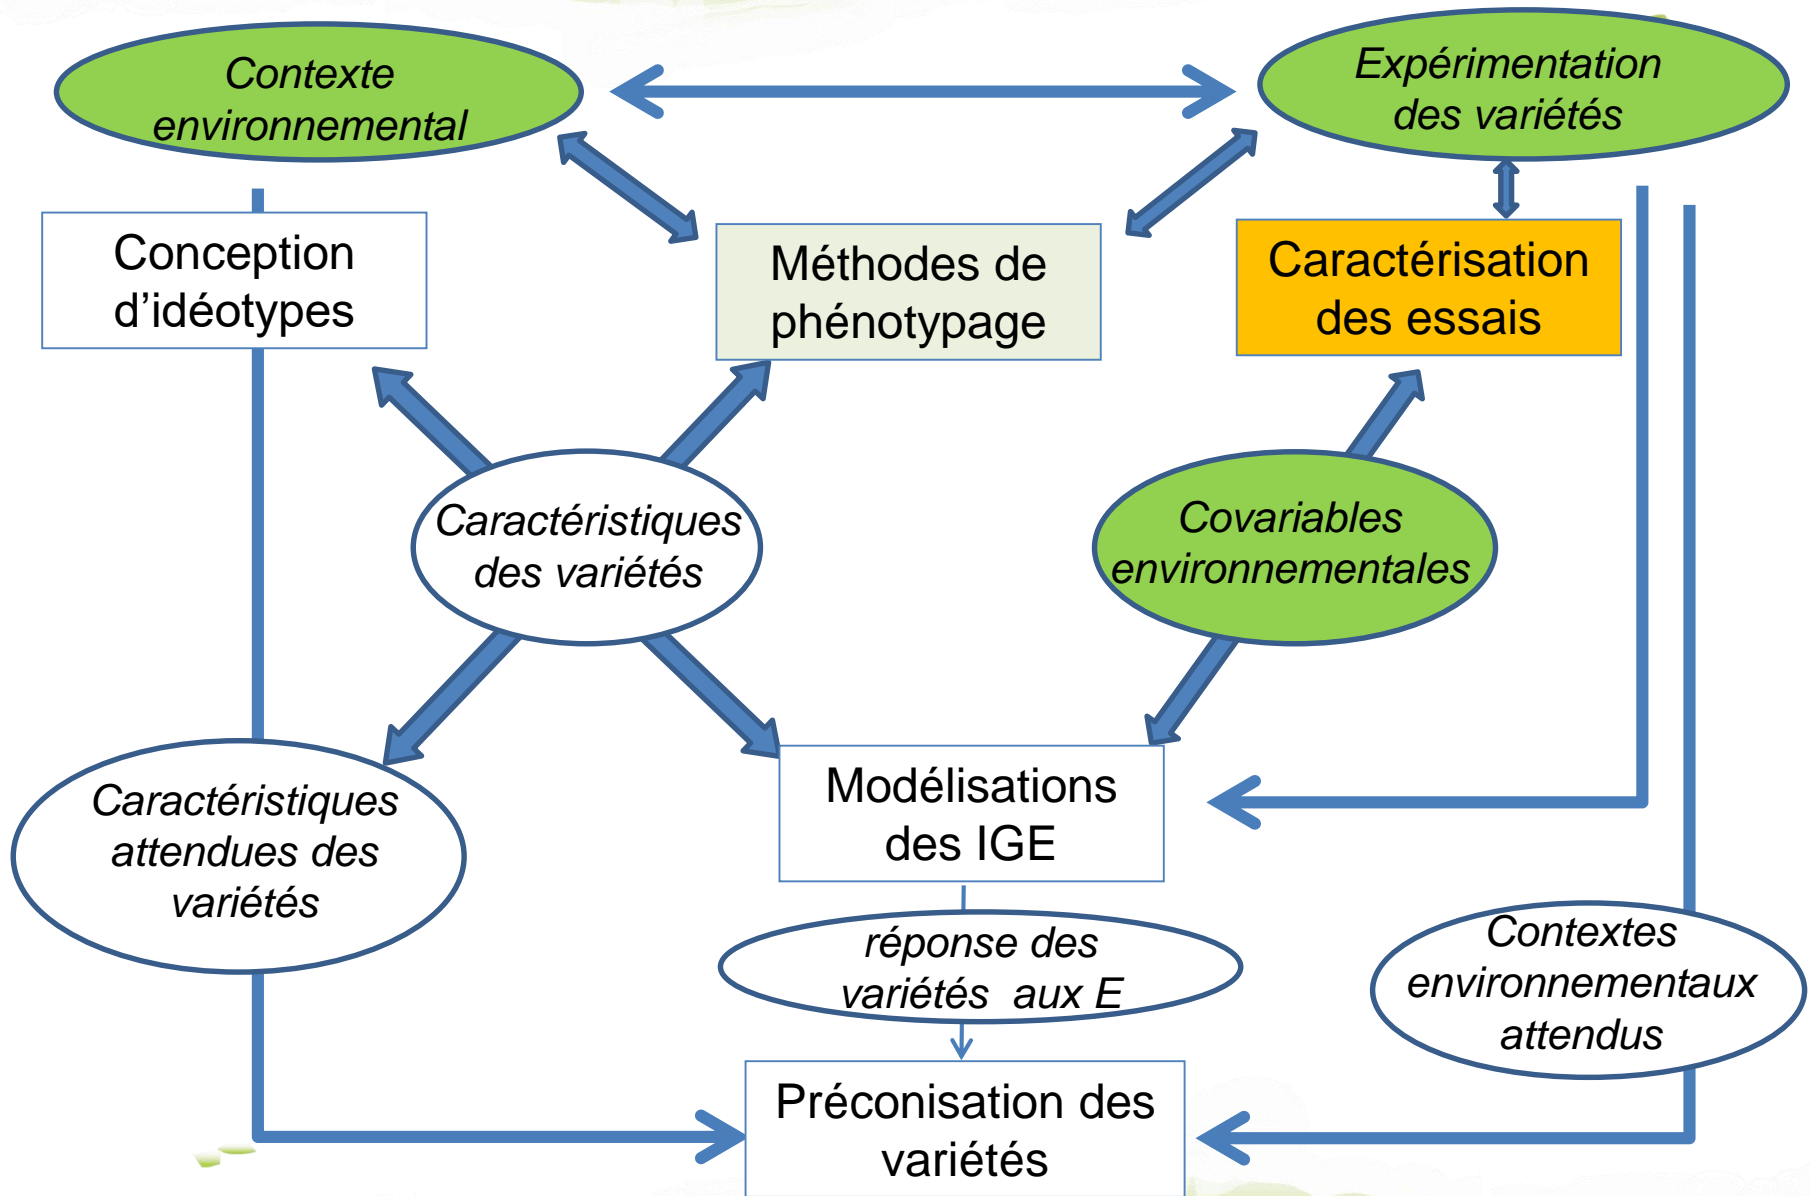 Contexte
environnemental
Expérimentation
des variétés
Conception
d’idéotypes
Méthodes de
phénotypage
Caractérisation
des essais
Caractéristiques
des variétés
Covariables
environnementales
Caractéristiques
attendues des
variétés
Modélisations
des IGE
réponse des
variétés  aux E
Contextes
environnementaux
attendus
Préconisation des
variétés